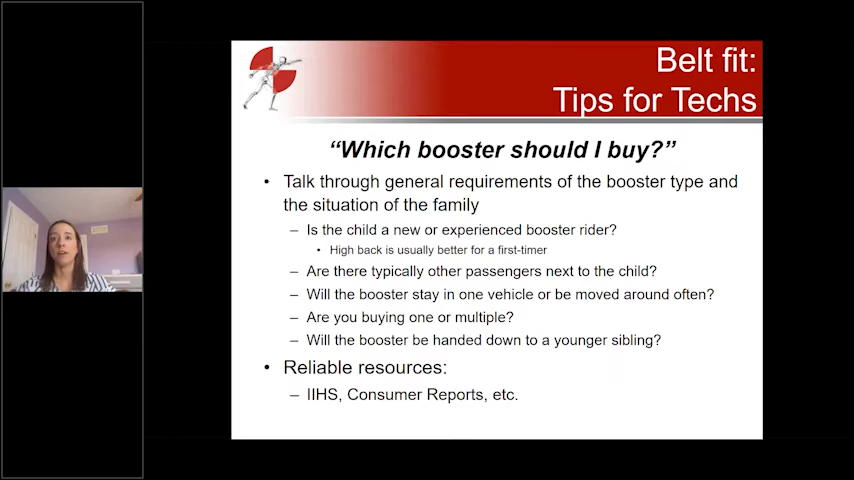 Belt fit:
Tips for Techs
“Which booster should I buy?”
• Talk through general requirements of the booster type and
the situation of the family
– Is the child a new or experienced booster rider?
• High back is usually better for a first-timer
– Are there typically other passengers next to the child?
– Will the booster stay in one vehicle or be moved around often?
– Are you buying one or multiple?
– Will the booster be handed down to a younger sibling?
• Reliable resources:
– IIHS, Consumer Reports, etc.